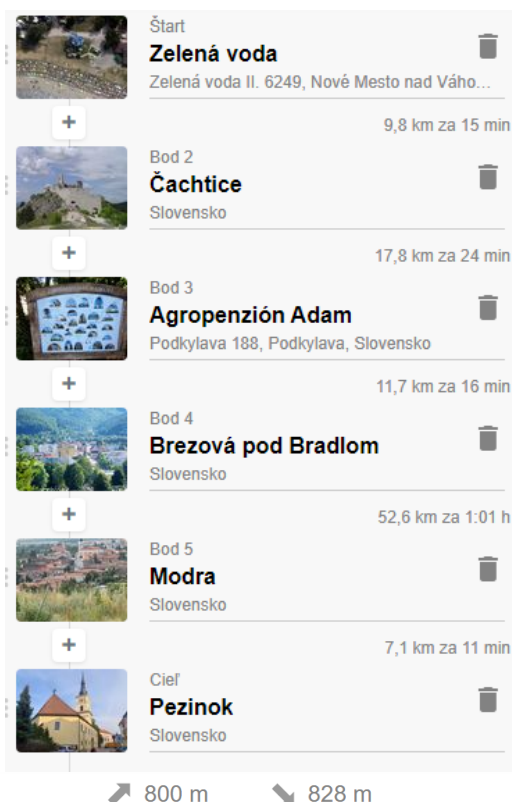 Štart
Zelená voda
Zelená voda II. 6249, Nové Mesto nad Váho...
9,8 km za 15 min
Bod 2
Čachtice
Slovensko
17,8 km za 24 min
Bod 3
Agropenzión Adam
Podkylava 188, Podkylava, Slovensko
11,7 km za 16 min
Bod 4
Brezová pod Bradlom
Slovensko
52,6 km za 1:01 h
Bod 5
Modra
Slovensko
7,1 km za 11 min
Cieľ
Pezinok
Slovensko
800 m 828 m